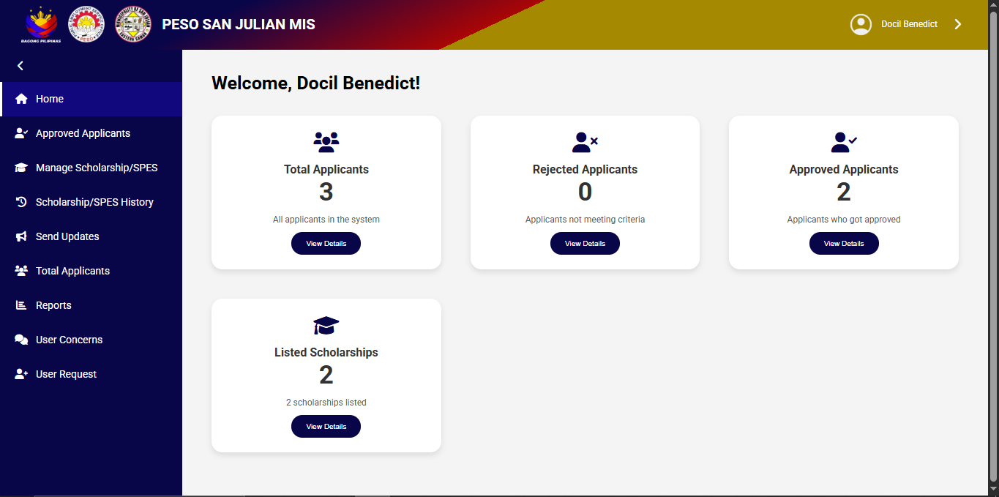 BAGONG PILIPINAS
PESO
PESO SAN JULIAN MIS
Docil Benedict
Home
Approved Applicants
Manage Scholarship/SPES
Scholarship/SPES History
Send Updates
Total Applicants
Reports
User Concerns
User Request
Welcome, Docil Benedict!
Total Applicants
3
All applicants in the system
View Details
Rejected Applicants
0
Applicants not meeting criteria
View Details
Approved Applicants
2
Applicants who got approved
View Details
Listed Scholarships
2
2 scholarships listed
View Details